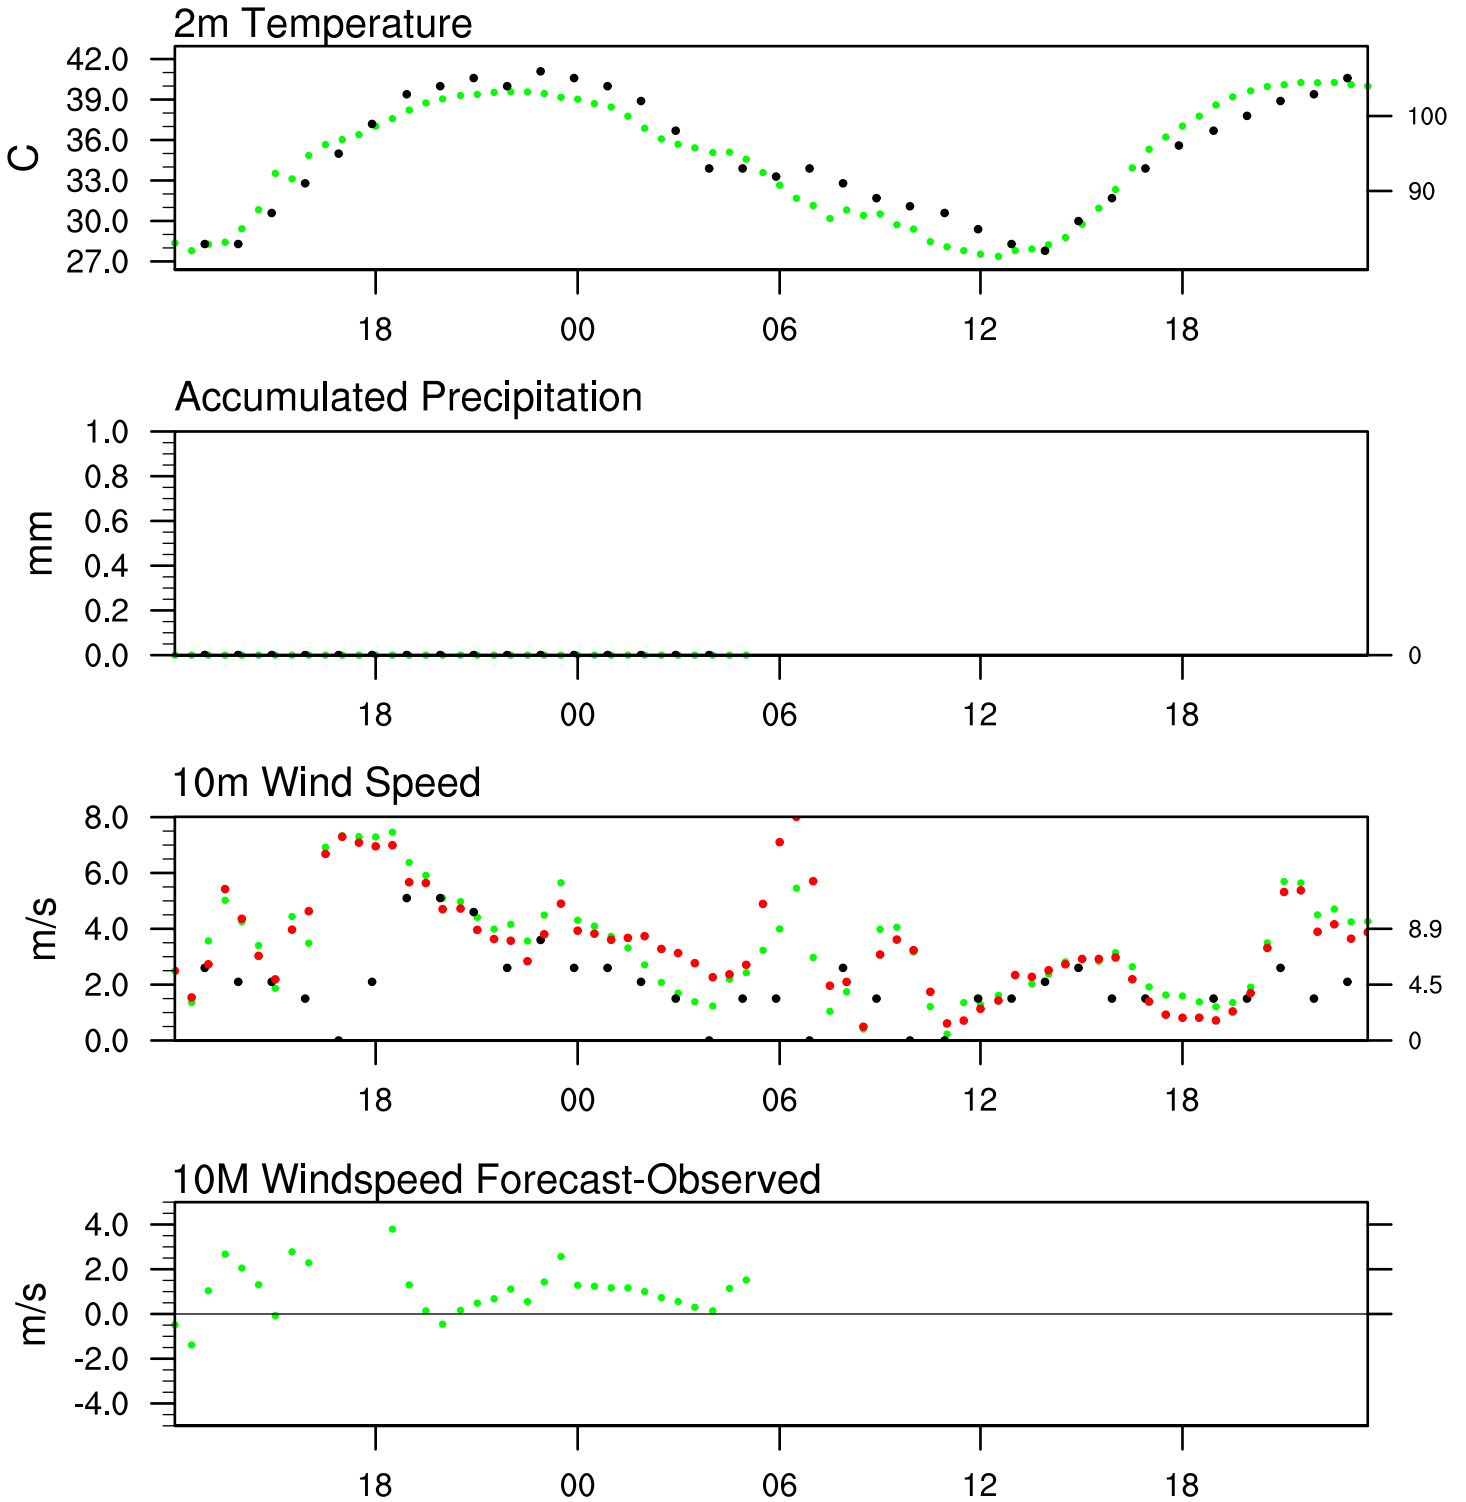 2m Temperature
42.0
39.0
36.0
33.0
30.0
27.0
C
100
90
18 00 06 12 18
Accumulated Precipitation
1.0
0.8
0.6
0.4
0.2
0.0
mm
0
18 00 06 12 18
10m Wind Speed
8.0
6.0
4.0
2.0
0.0
m/s
8.9
4.5
0
18 00 06 12 18
10M Windspeed Forecast-Observed
4.0
2.0
0.0
-2.0
-4.0
m/s
18 00 06 12 18